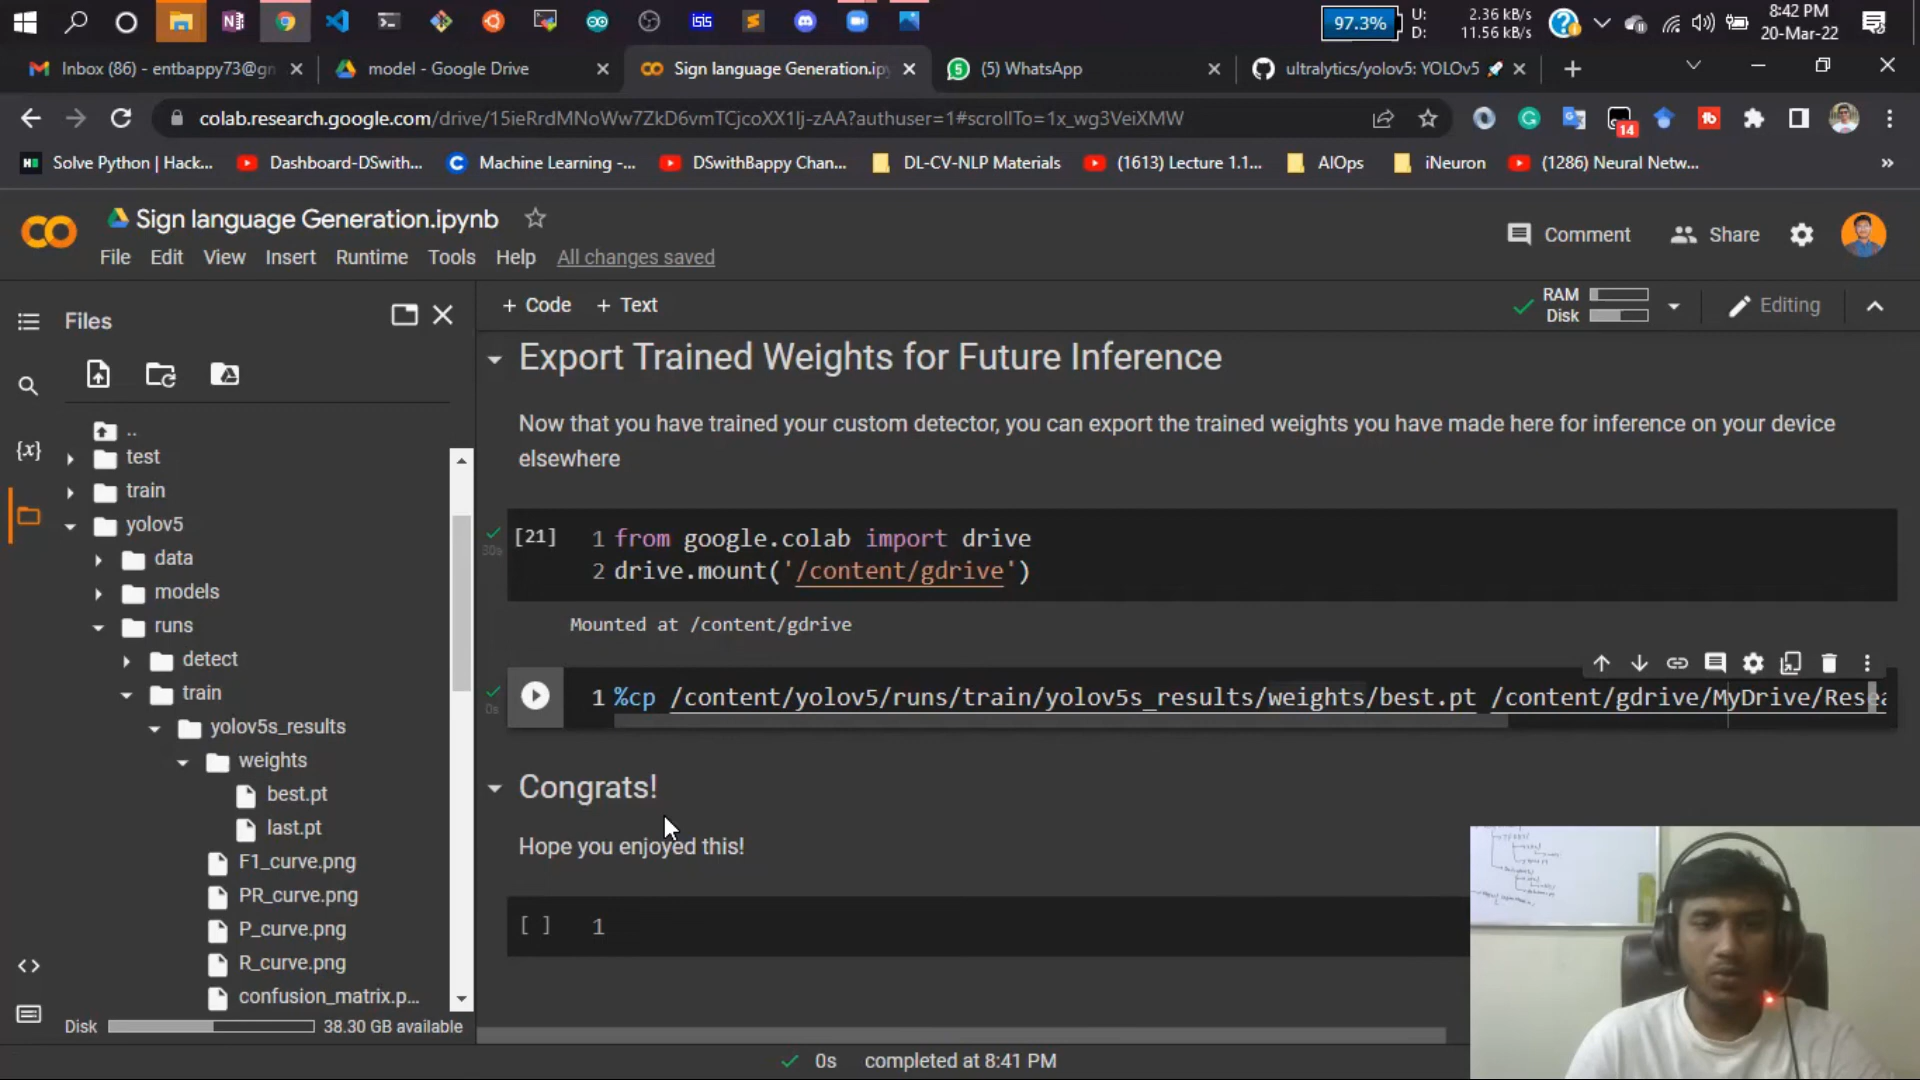 97.3%
U:
D:
2.36 kB/s
11.56 kB/s
8:42 PM
20-Mar-22
Inbox (86) - entbappy73@gn
model - Google Drive
Sign language Generation.ipy
(5) WhatsApp
ultralytics/yolov5: YOLOv5 🚀
colab.research.google.com/drive/15ieRrdMNoWw7ZkD6vmTCjcoXX1Ij-zAA?authuser=1#scrollTo=1x_wg3VeiXMW
14
Solve Python | Hack...
Dashboard-DSwith...
Machine Learning -...
DSwithBappy Chan...
DL-CV-NLP Materials
(1613) Lecture 1.1...
AIOps
iNeuron
(1286) Neural Netw...
»
Sign language Generation.ipynb
Comment
Share
File Edit View Insert Runtime Tools Help All changes saved
Files
+ Code + Text
RAM
Disk
Editing
..
test
train
yolov5
data
models
runs
detect
train
yolov5s_results
weights
best.pt
last.pt
F1_curve.png
PR_curve.png
P_curve.png
R_curve.png
confusion_matrix.p...
Disk 38.30 GB available
Export Trained Weights for Future Inference
Now that you have trained your custom detector, you can export the trained weights you have made here for inference on your device
elsewhere
30s
[21]
1 from google.colab import drive
2 drive.mount('/content/gdrive')
Mounted at /content/gdrive
0s
1 %cp /content/yolov5/runs/train/yolov5s_results/weights/best.pt /content/gdrive/MyDrive/Resea
Congrats!
Hope you enjoyed this!
[ ] 1
0s completed at 8:41 PM